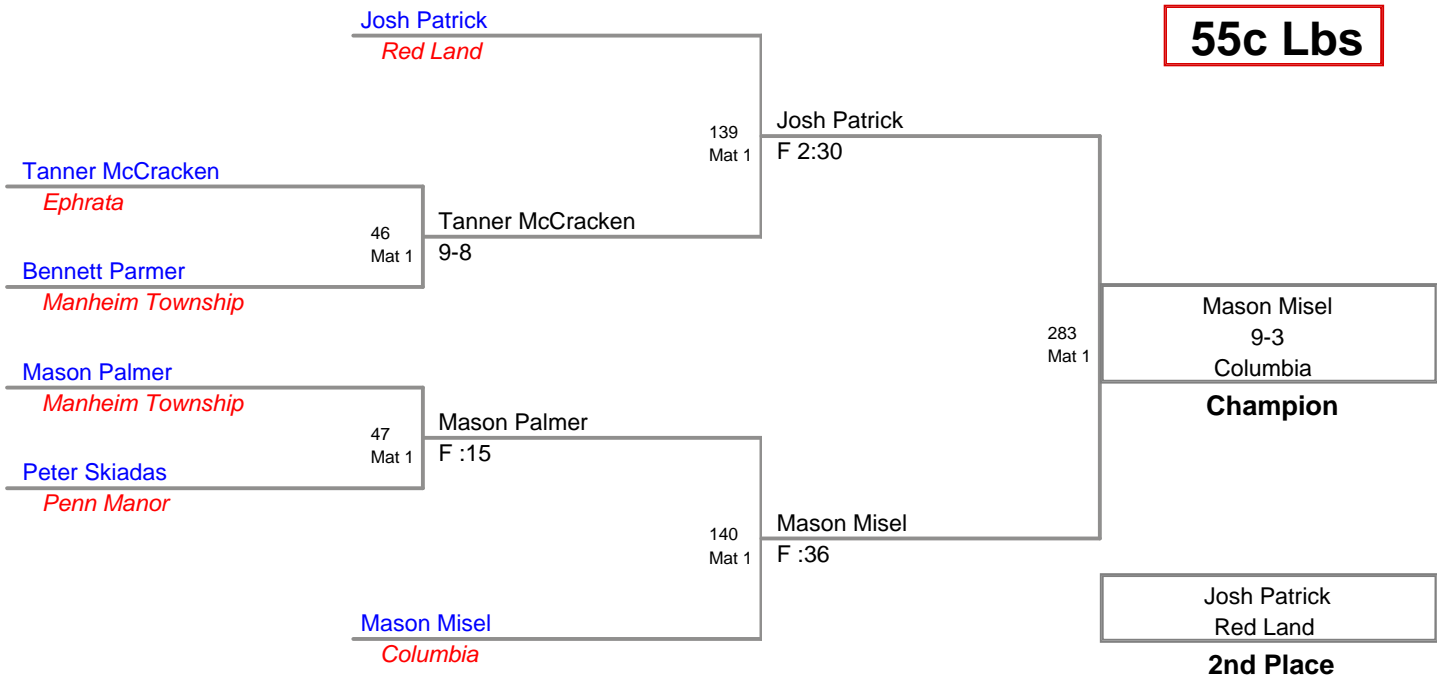 Josh Patrick
Red Land
55c Lbs
139
Mat 1
Josh Patrick
F 2:30
Tanner McCracken
Ephrata
46
Mat 1
Tanner McCracken
9-8
Bennett Parmer
Manheim Township
283
Mat 1
Mason Misel
9-3
Columbia
Champion
Mason Palmer
Manheim Township
47
Mat 1
Mason Palmer
F :15
Peter Skiadas
Penn Manor
140
Mat 1
Mason Misel
F :36
Mason Misel
Columbia
Josh Patrick
Red Land
2nd Place